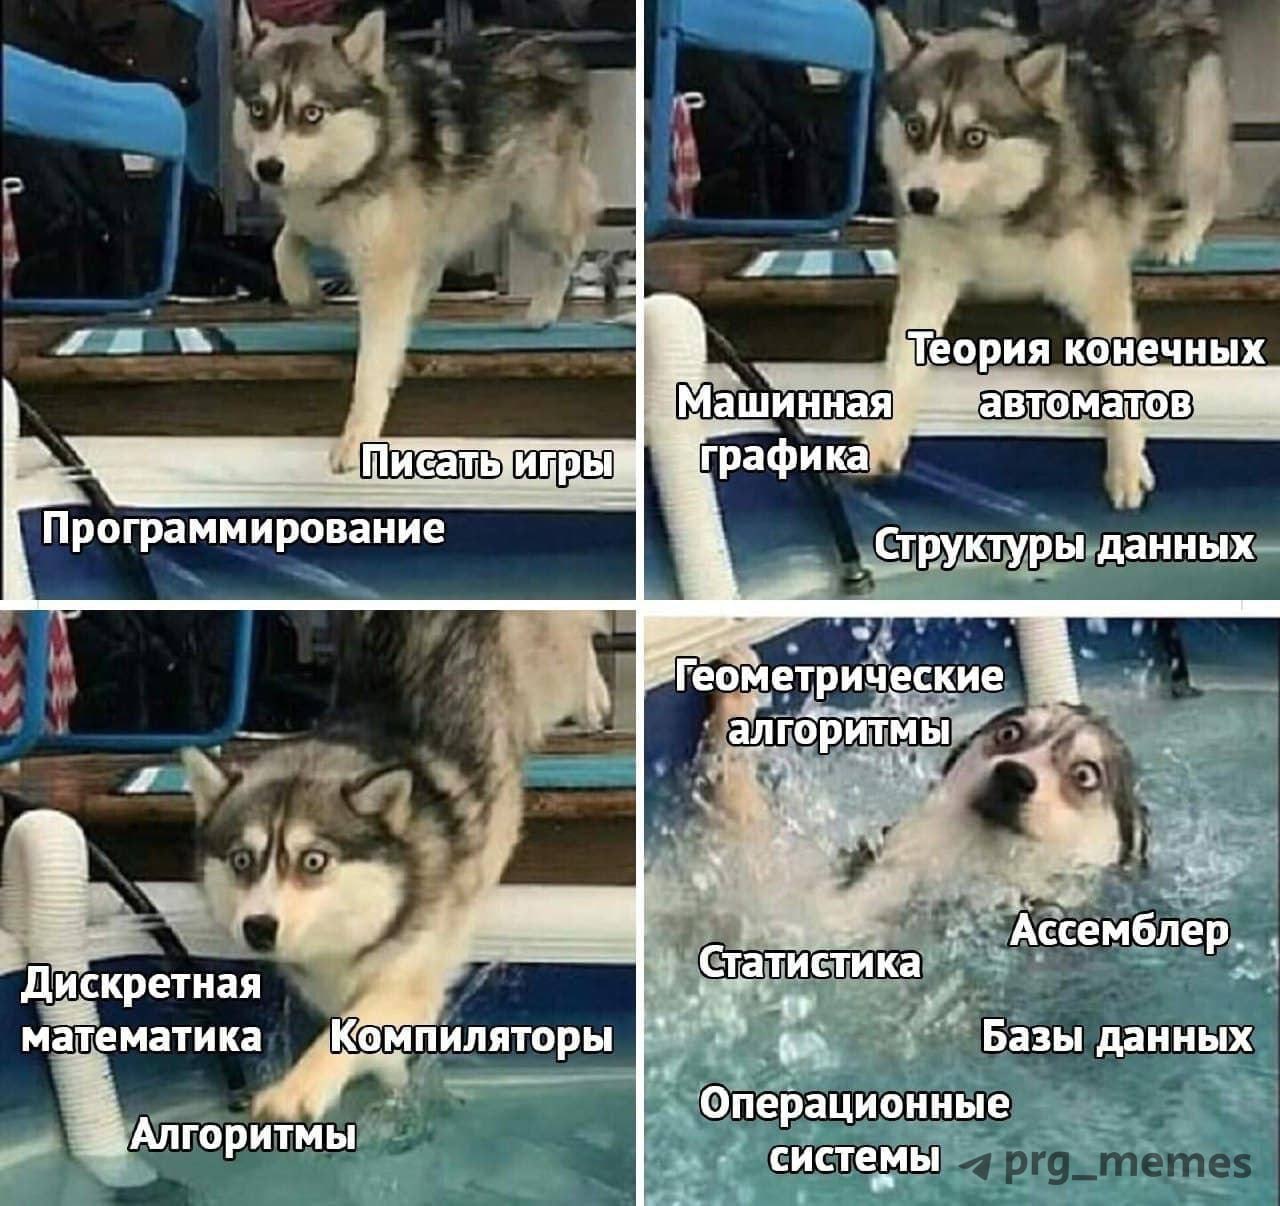 Писать игры
Программирование
Теория конечных
автоматов
Машинная
графика
Структуры данных
Дискретная
математика
Компиляторы
Алгоритмы
Геометрические
алгоритмы
Ассемблер
Статистика
Базы данных
Операционные
системы
prg_memes